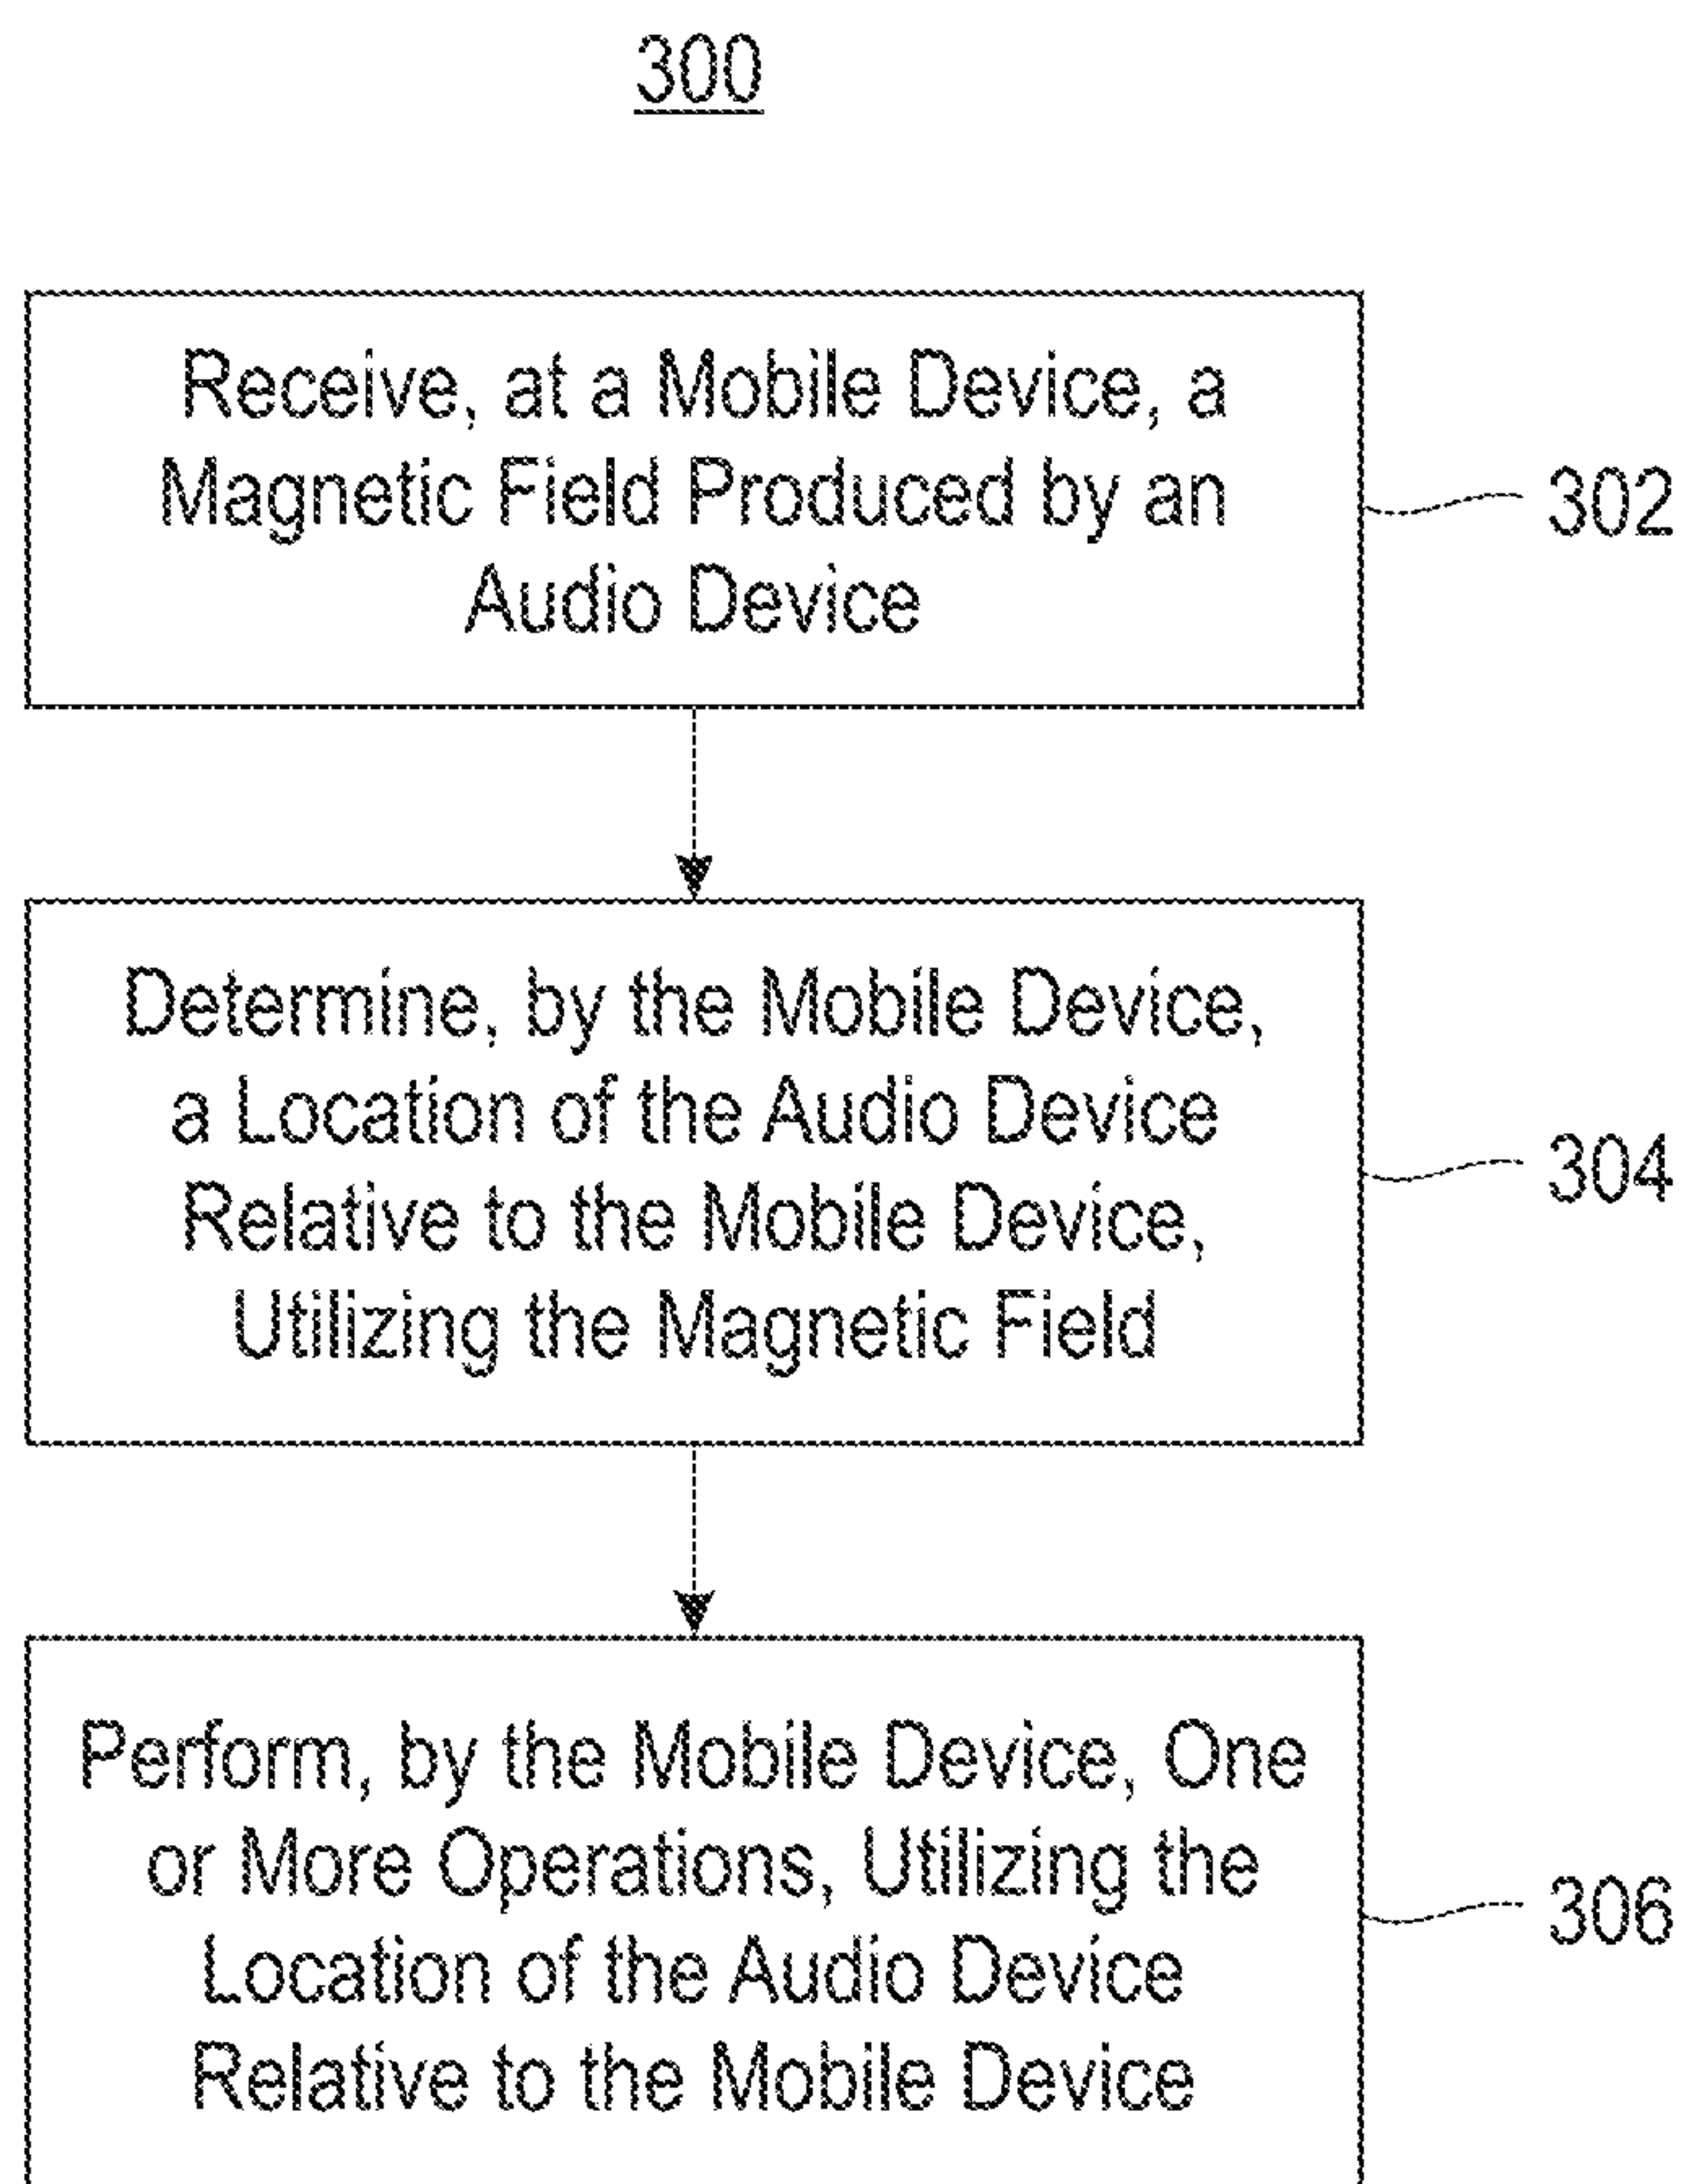 300
Receive, at a Mobile Device, a
Magnetic Field Produced by an
Audio Device
302
Determine, by the Mobile Device,
a Location of the Audio Device
Relative to the Mobile Device,
Utilizing the Magnetic Field
304
Perform, by the Mobile Device, One
or More Operations, Utilizing the
Location of the Audio Device
Relative to the Mobile Device
306